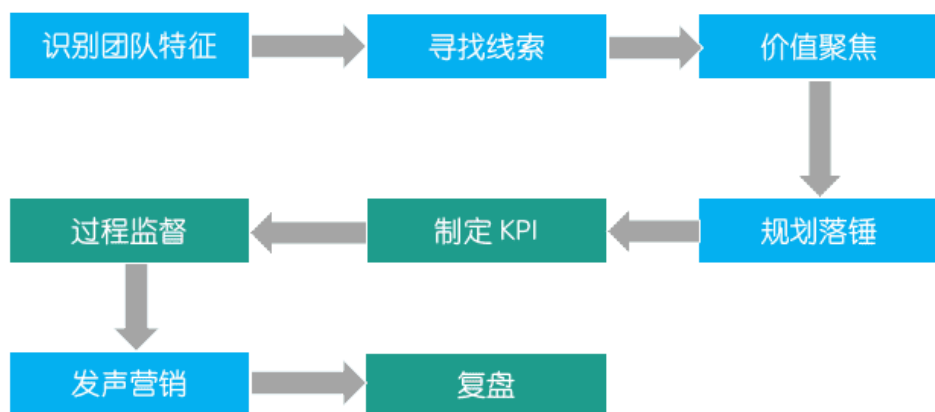 识别团队特征
寻找线索
价值聚焦
规划落锤
制定 KPI
过程监督
发声营销
复盘